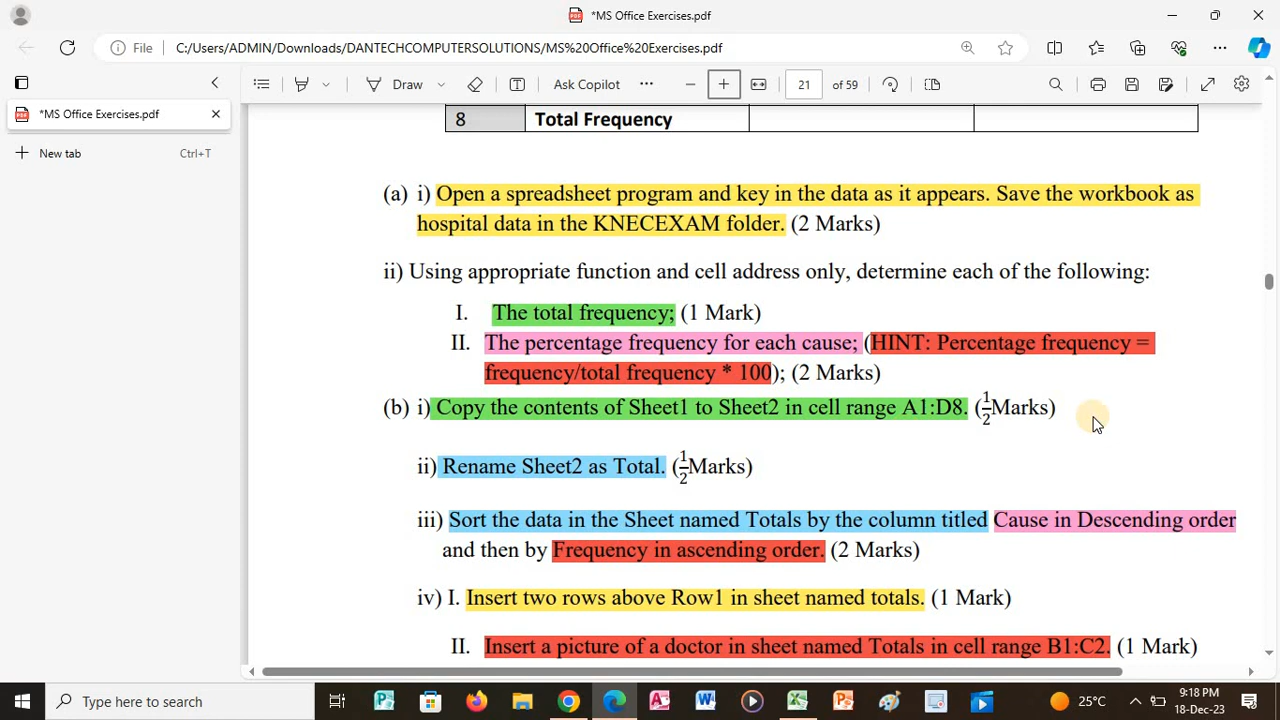 *MS Office Exercises.pdf
File C:/Users/ADMIN/Downloads/DANTECHCOMPUTERSOLUTIONS/MS%20Office%20Exercises.pdf
Draw Ask Copilot 21 of 59
*MS Office Exercises.pdf
New tab Ctrl+T
8 Total Frequency
(a) i) Open a spreadsheet program and key in the data as it appears. Save the workbook as
hospital data in the KNECEXAM folder. (2 Marks)
ii) Using appropriate function and cell address only, determine each of the following:
I. The total frequency; (1 Mark)
II. The percentage frequency for each cause; (HINT: Percentage frequency =
frequency/total frequency * 100); (2 Marks)
(b) i) Copy the contents of Sheet1 to Sheet2 in cell range A1:D8. (1/2Marks)
ii) Rename Sheet2 as Total. (1/2Marks)
iii) Sort the data in the Sheet named Totals by the column titled Cause in Descending order
and then by Frequency in ascending order. (2 Marks)
iv) I. Insert two rows above Row1 in sheet named totals. (1 Mark)
II. Insert a picture of a doctor in sheet named Totals in cell range B1:C2. (1 Mark)
Type here to search
25°C
9:18 PM
18-Dec-23